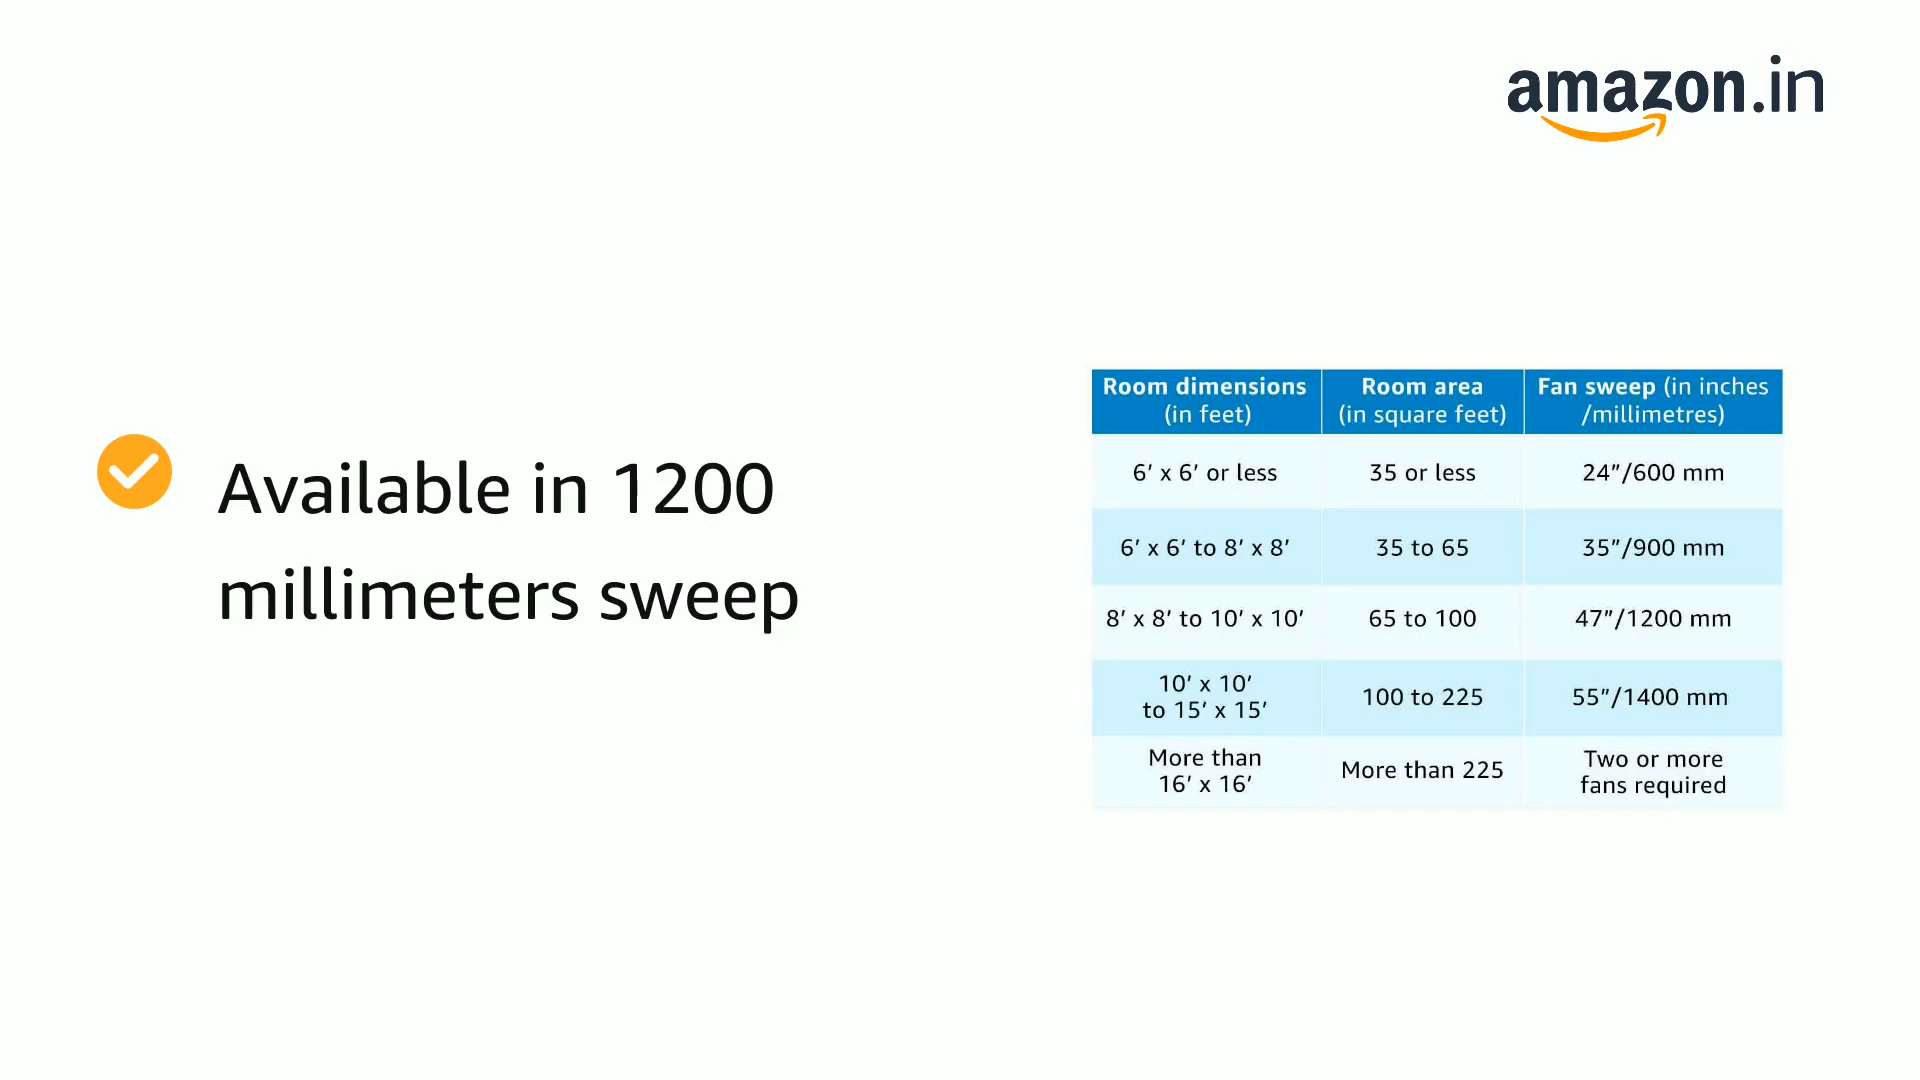 amazon.in
Available in 1200
millimeters sweep
Room dimensions
(in feet)
Room area
(in square feet)
Fan sweep (in inches
/millimetres)
6’ x 6’ or less
35 or less
24”/600 mm
6’ x 6’ to 8’ x 8’
35 to 65
35”/900 mm
8’ x 8’ to 10’ x 10’
65 to 100
47”/1200 mm
10’ x 10’
to 15’ x 15’
100 to 225
55”/1400 mm
More than
16’ x 16’
More than 225
Two or more
fans required